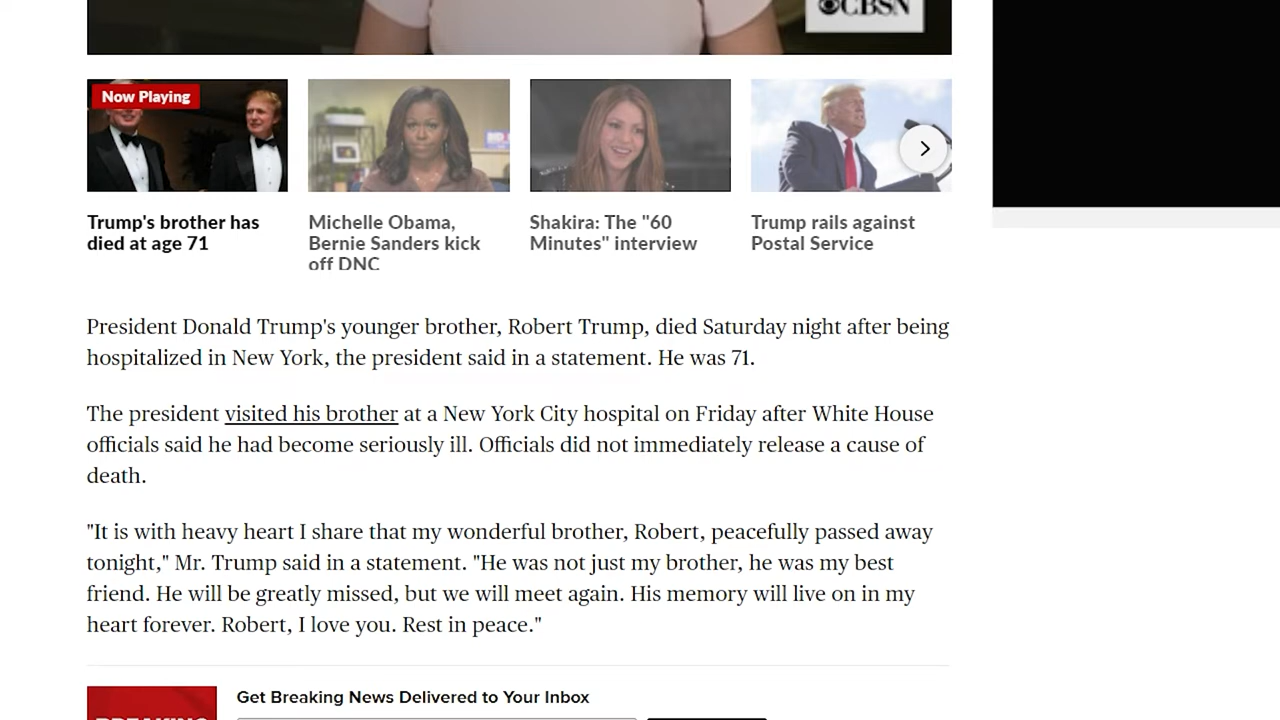 CBSN
Now Playing
Trump's brother has
died at age 71
Michelle Obama,
Bernie Sanders kick
off DNC
Shakira: The "60
Minutes" interview
Trump rails against
Postal Service
President Donald Trump's younger brother, Robert Trump, died Saturday night after being
hospitalized in New York, the president said in a statement. He was 71.
The president visited his brother at a New York City hospital on Friday after White House
officials said he had become seriously ill. Officials did not immediately release a cause of
death.
"It is with heavy heart I share that my wonderful brother, Robert, peacefully passed away
tonight," Mr. Trump said in a statement. "He was not just my brother, he was my best
friend. He will be greatly missed, but we will meet again. His memory will live on in my
heart forever. Robert, I love you. Rest in peace."
Get Breaking News Delivered to Your Inbox
BREAKING